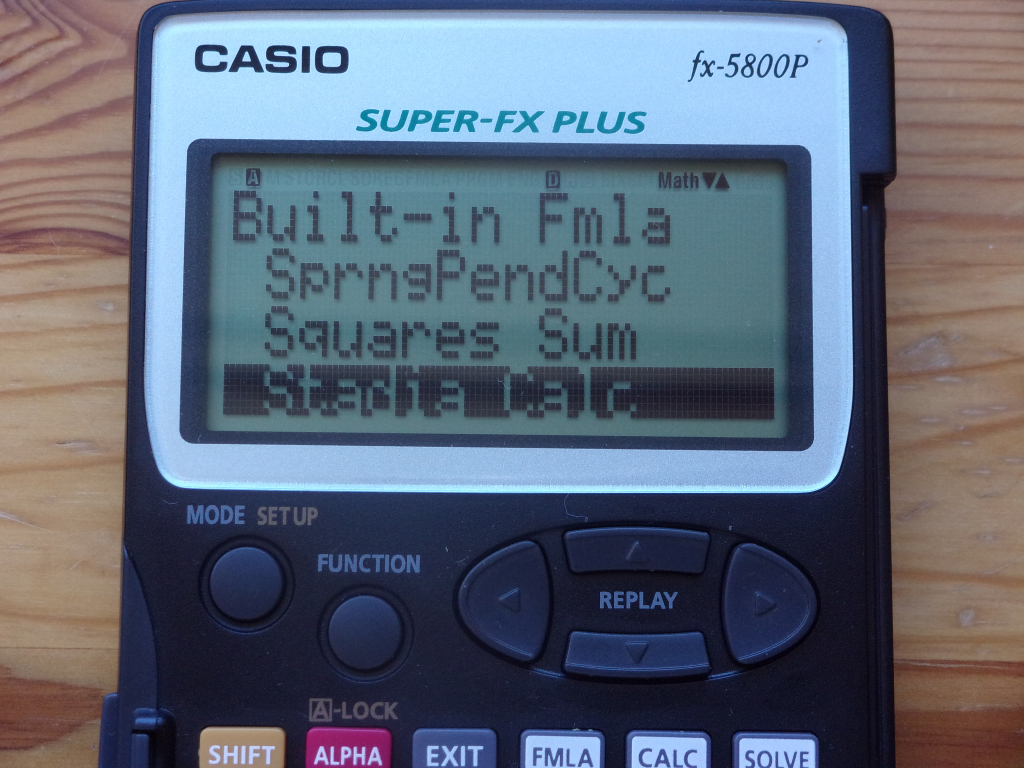 CASIO
fx-5800P
SUPER-FX PLUS
A D Math▼▲
Built-in Fmla
SprngPendCyc
Squares Sum
MODE SETUP
FUNCTION
REPLAY
A-LOCK
SHIFT ALPHA EXIT FMLA CALC SOLVE